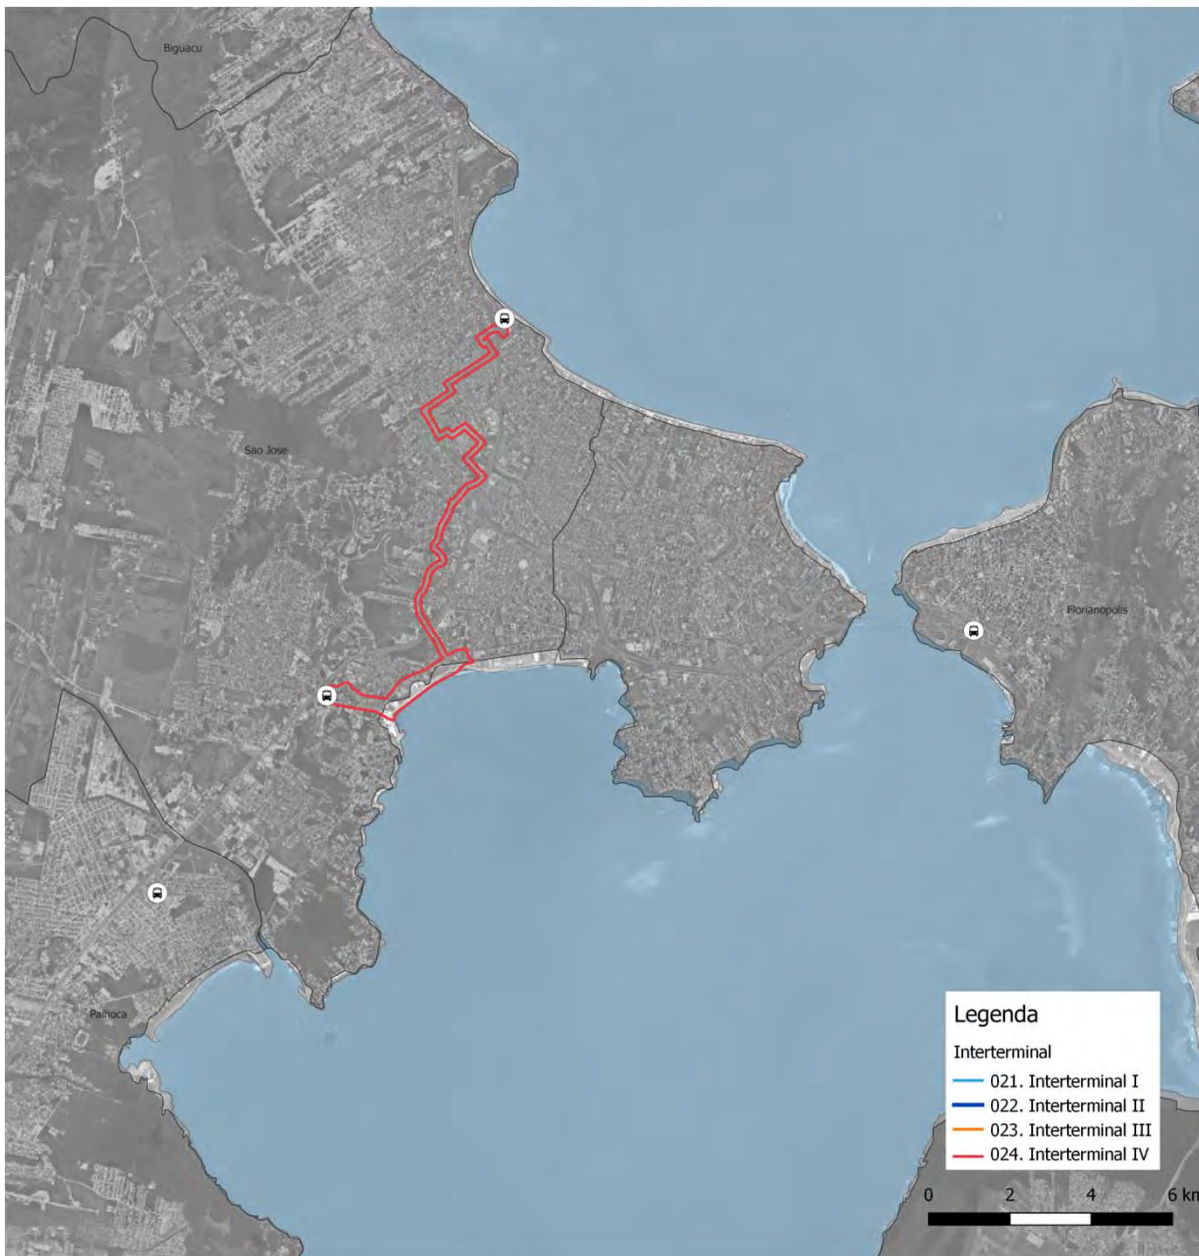 Biguacu
Sao Jose
Florianopolis
Palhoca
Legenda
Interterminal
021. Interterminal I
022. Interterminal II
023. Interterminal III
024. Interterminal IV
0 2 4 6 km